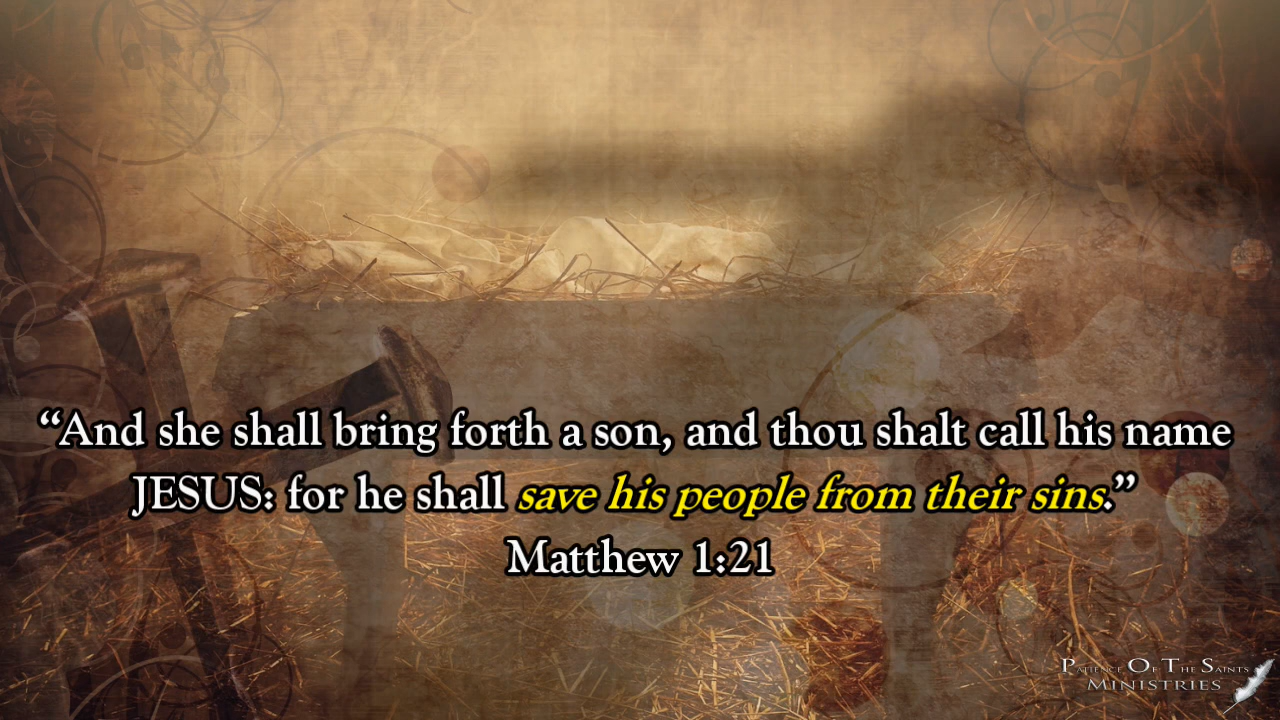 “And she shall bring forth a son, and thou shalt call his name
JESUS: for he shall save his people from their sins.”
Matthew 1:21
Patience Of The Saints
Ministries